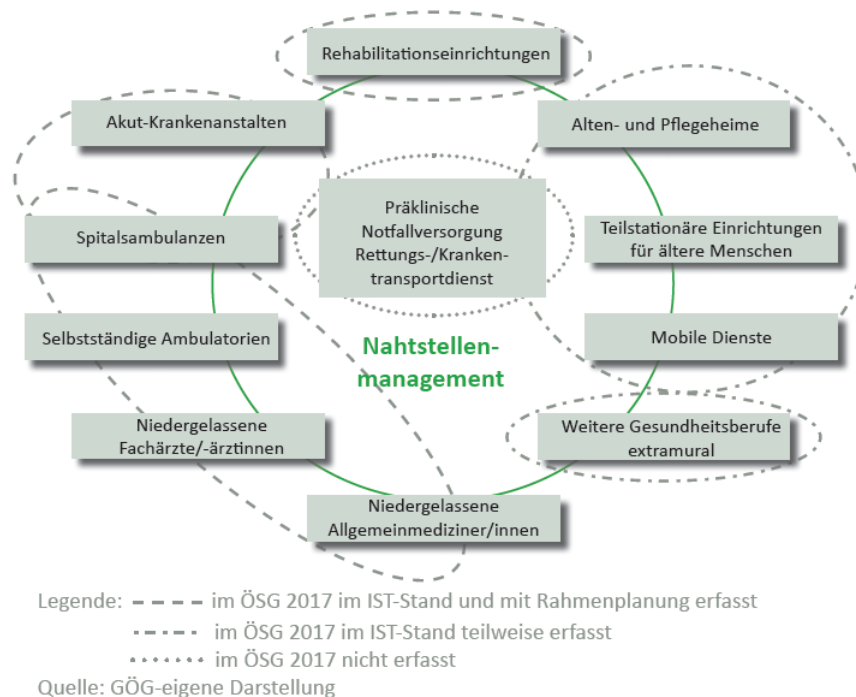 Rehabilitationseinrichtungen
Akut-Krankenanstalten
Alten- und Pflegeheime
Präklinische
Notfallversorgung
Rettungs-/Kranken-
transportdienst
Spitalsambulanzen
Teilstationäre Einrichtungen
für ältere Menschen
Selbstständige Ambulatorien
Mobile Dienste
Nahtstellen-
management
Niedergelassene
Fachärzte/-ärztinnen
Weitere Gesundheitsberufe
extramural
Niedergelassene
Allgemeinmediziner/innen
Legende: im ÖSG 2017 im IST-Stand und mit Rahmenplanung erfasst
im ÖSG 2017 im IST-Stand teilweise erfasst
im ÖSG 2017 nicht erfasst
Quelle: GÖG-eigene Darstellung